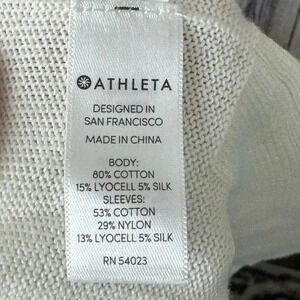 ATHLETA
DESIGNED IN
SAN FRANCISCO
MADE IN CHINA
BODY:
80% COTTON
15% LYOCELL 5% SILK
SLEEVES:
53% COTTON
29% NYLON
13% LYOCELL 5% SILK
RN 54023